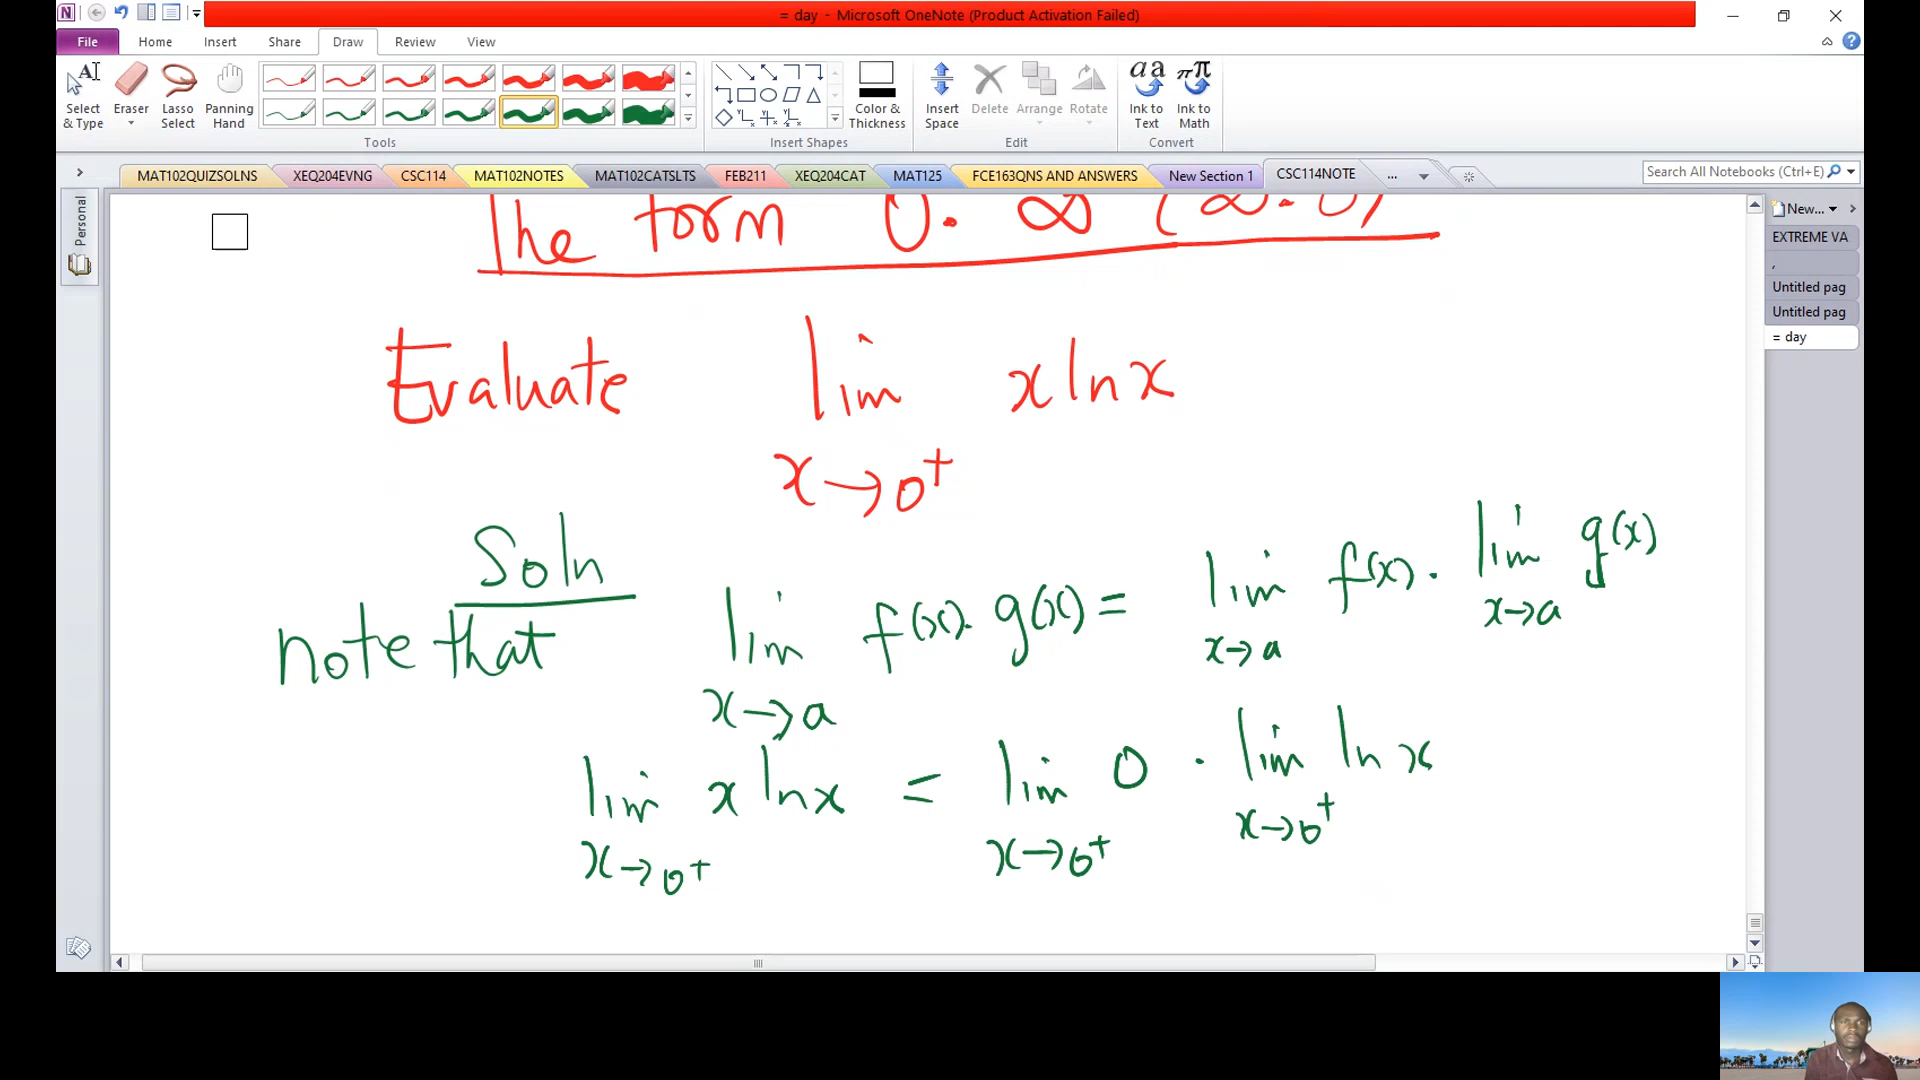 = day - Microsoft OneNote (Product Activation Failed)
File Home Insert Share Draw Review View
Select & Type
Eraser
Lasso Select
Panning Hand
Color & Thickness
Insert Space
Delete
Arrange
Rotate
Ink to Text
Ink to Math
Tools
Insert Shapes
Edit
Convert
MAT102QUIZSOLNS XEQ204EVNG CSC114 MAT102NOTES MAT102CATSLTS FEB211 XEQ204CAT MAT125 FCE163QNS AND ANSWERS New Section 1 CSC114NOTE ...
Search All Notebooks (Ctrl+E)
Personal
New...
EXTREME VA
,
Untitled pag
Untitled pag
= day
The form 0·∞ (∞·0)
Evaluate lim x ln x
x→0⁺
Soln
note that lim f(x)·g(x) = lim f(x)· lim g(x)
x→a x→a x→a
lim x ln x = lim 0 · lim ln x
x→0⁺ x→0⁺ x→0⁺